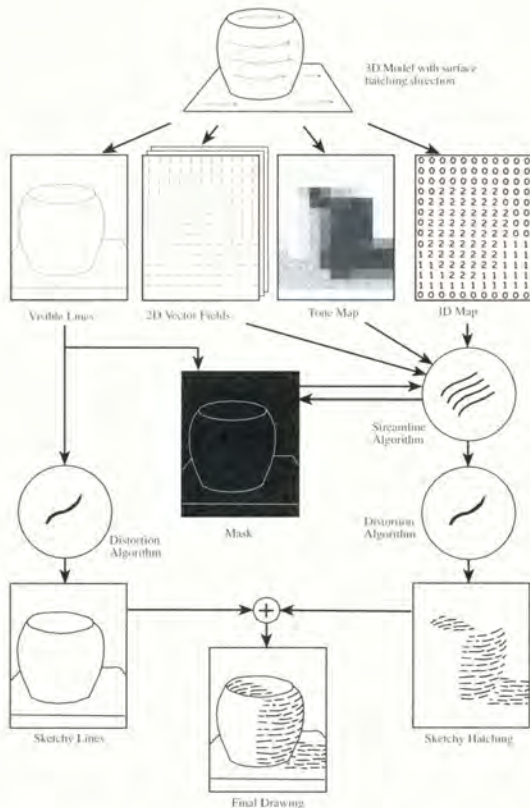 3D Model with surface
hatching direction
Visible Lines
2D Vector Fields
Tone Map
ID Map
Streamline
Algorithm
Mask
Distortion
Algorithm
Distortion
Algorithm
+
Sketchy Lines
Sketchy Hatching
Final Drawing